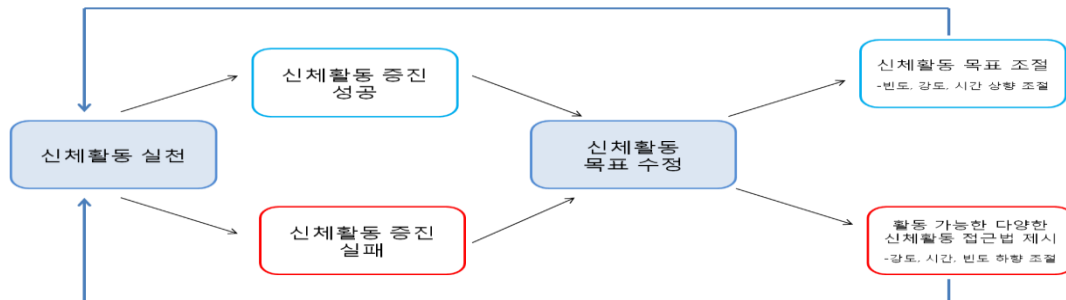 신체활동 실천
신체활동 증진
성공
신체활동 증진
실패
신체활동
목표 수정
신체활동 목표 조절
-빈도, 강도, 시간 상향 조절
활동 가능한 다양한
신체활동 접근법 제시
-강도, 시간, 빈도 하향 조절